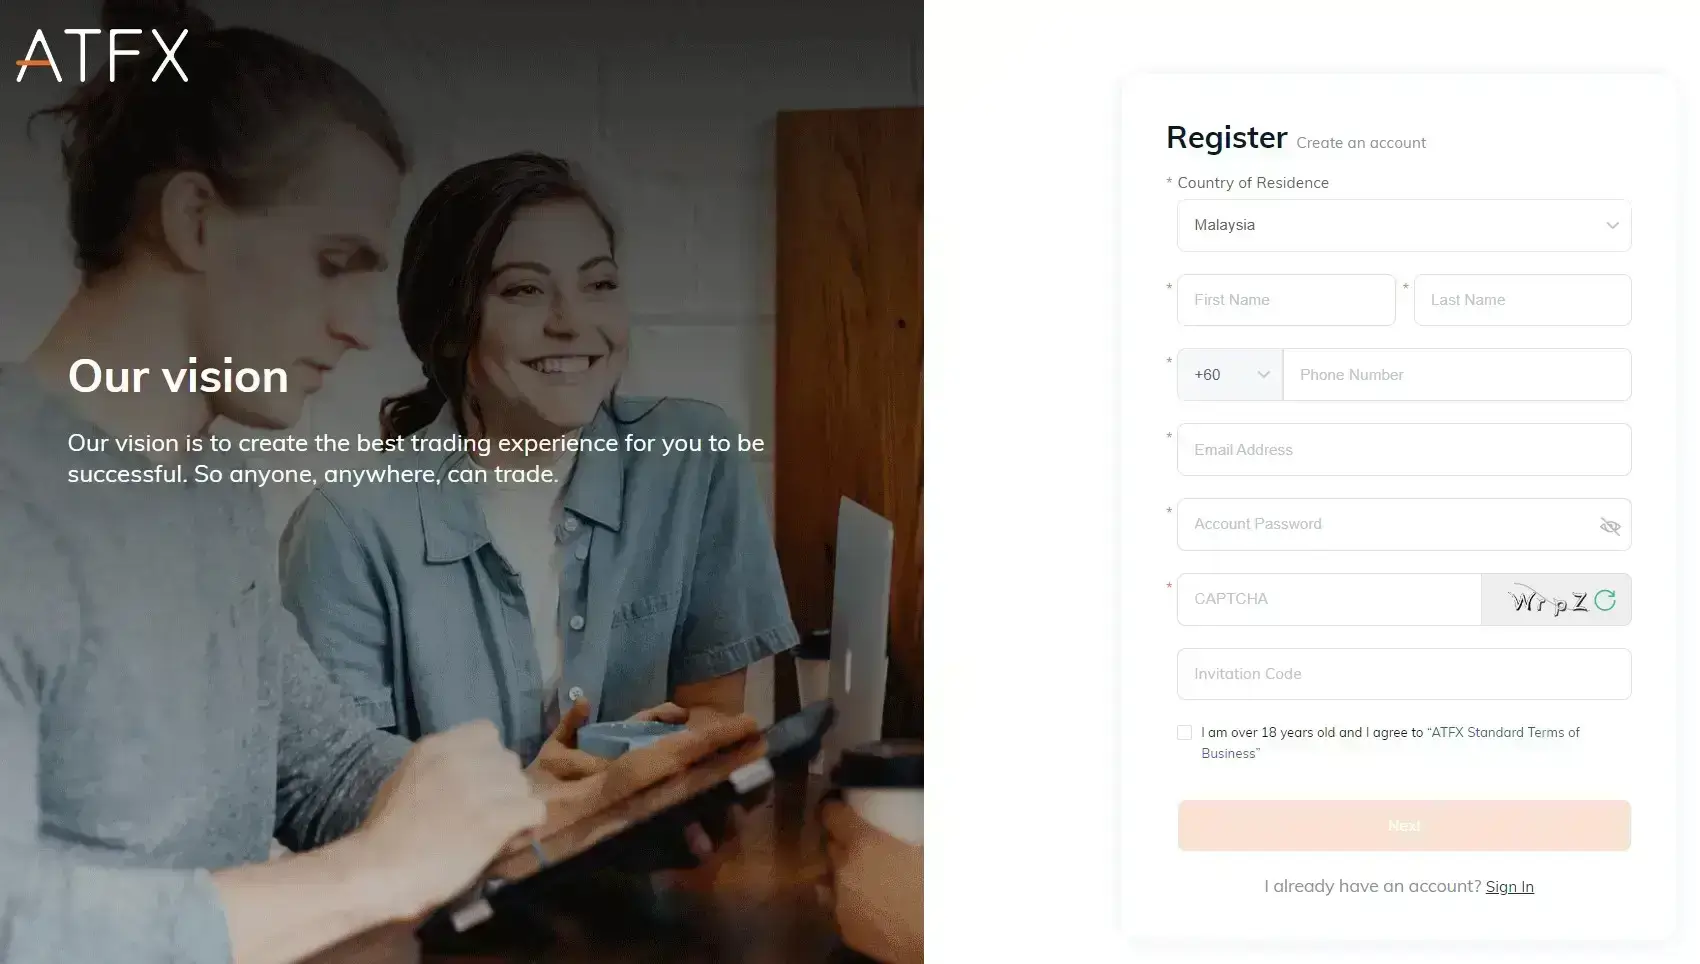 ATFX
Our vision
Our vision is to create the best trading experience for you to be
successful. So anyone, anywhere, can trade.
Register Create an account
* Country of Residence
Malaysia
* First Name * Last Name
* +60 Phone Number
* Email Address
* Account Password
* CAPTCHA WrpZ
Invitation Code
I am over 18 years old and I agree to “ATFX Standard Terms of
Business”
Next
I already have an account? Sign In